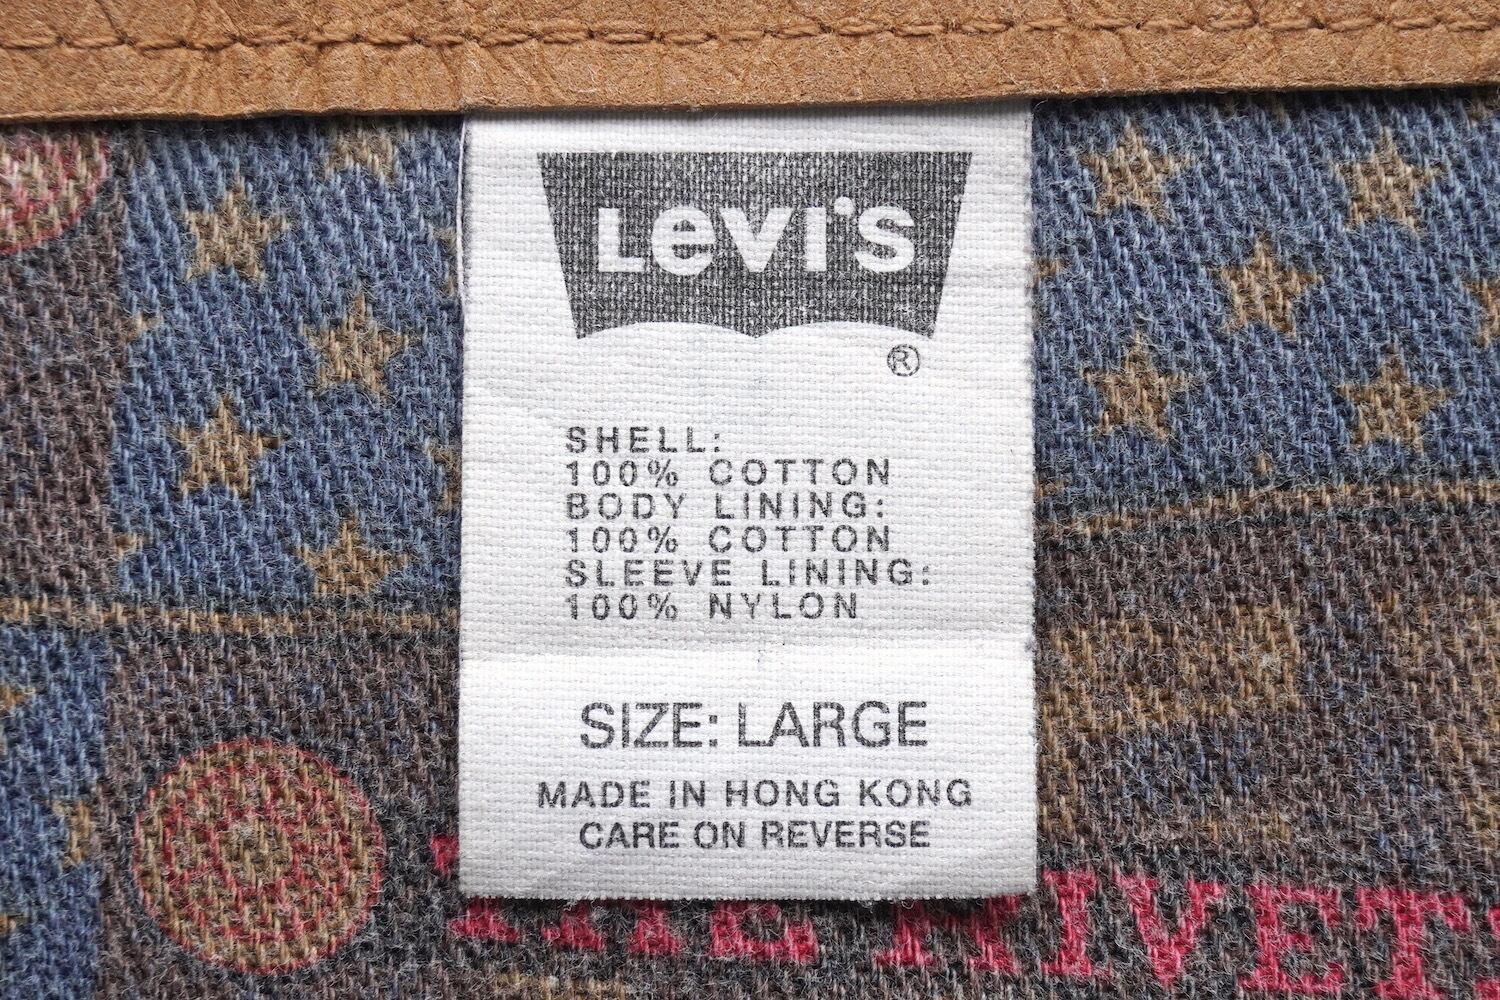 Levi's
®
SHELL:
100% COTTON
BODY LINING:
100% COTTON
SLEEVE LINING:
100% NYLON
SIZE: LARGE
MADE IN HONG KONG
CARE ON REVERSE
RIVET